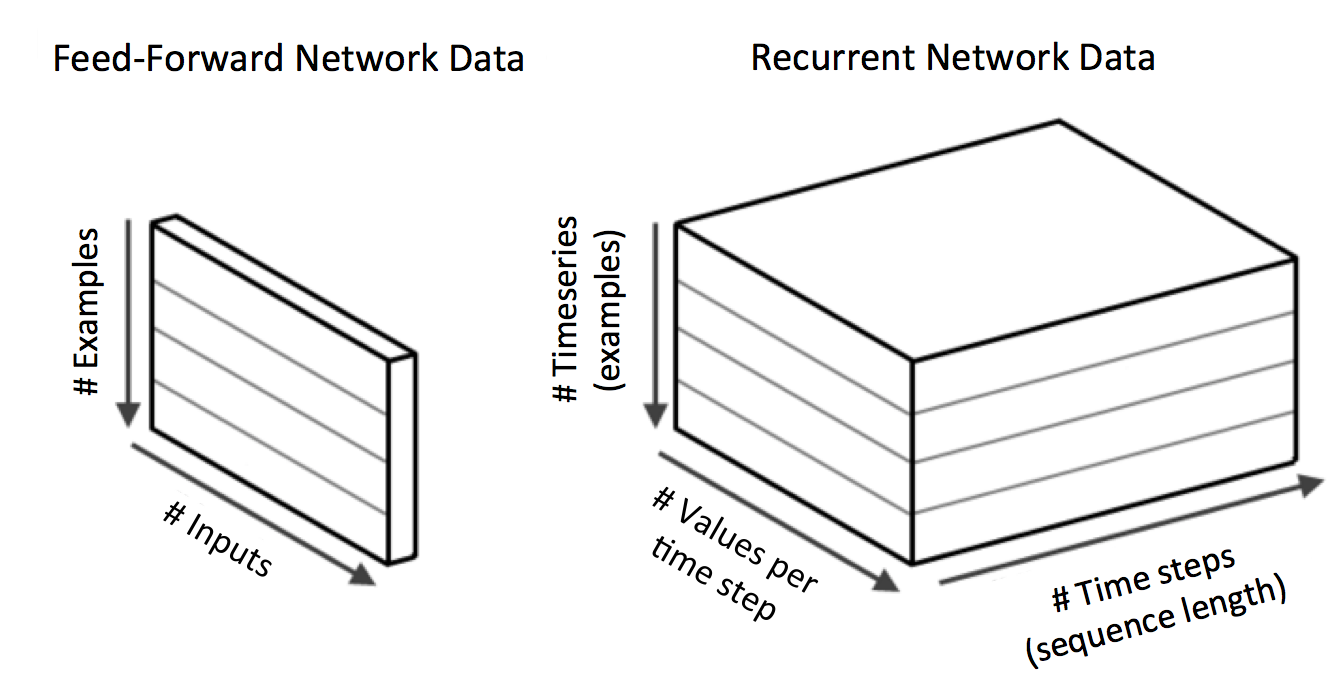 Feed-Forward Network Data
# Examples
# Inputs
Recurrent Network Data
# Timeseries
(examples)
# Values per
time step
# Time steps
(sequence length)